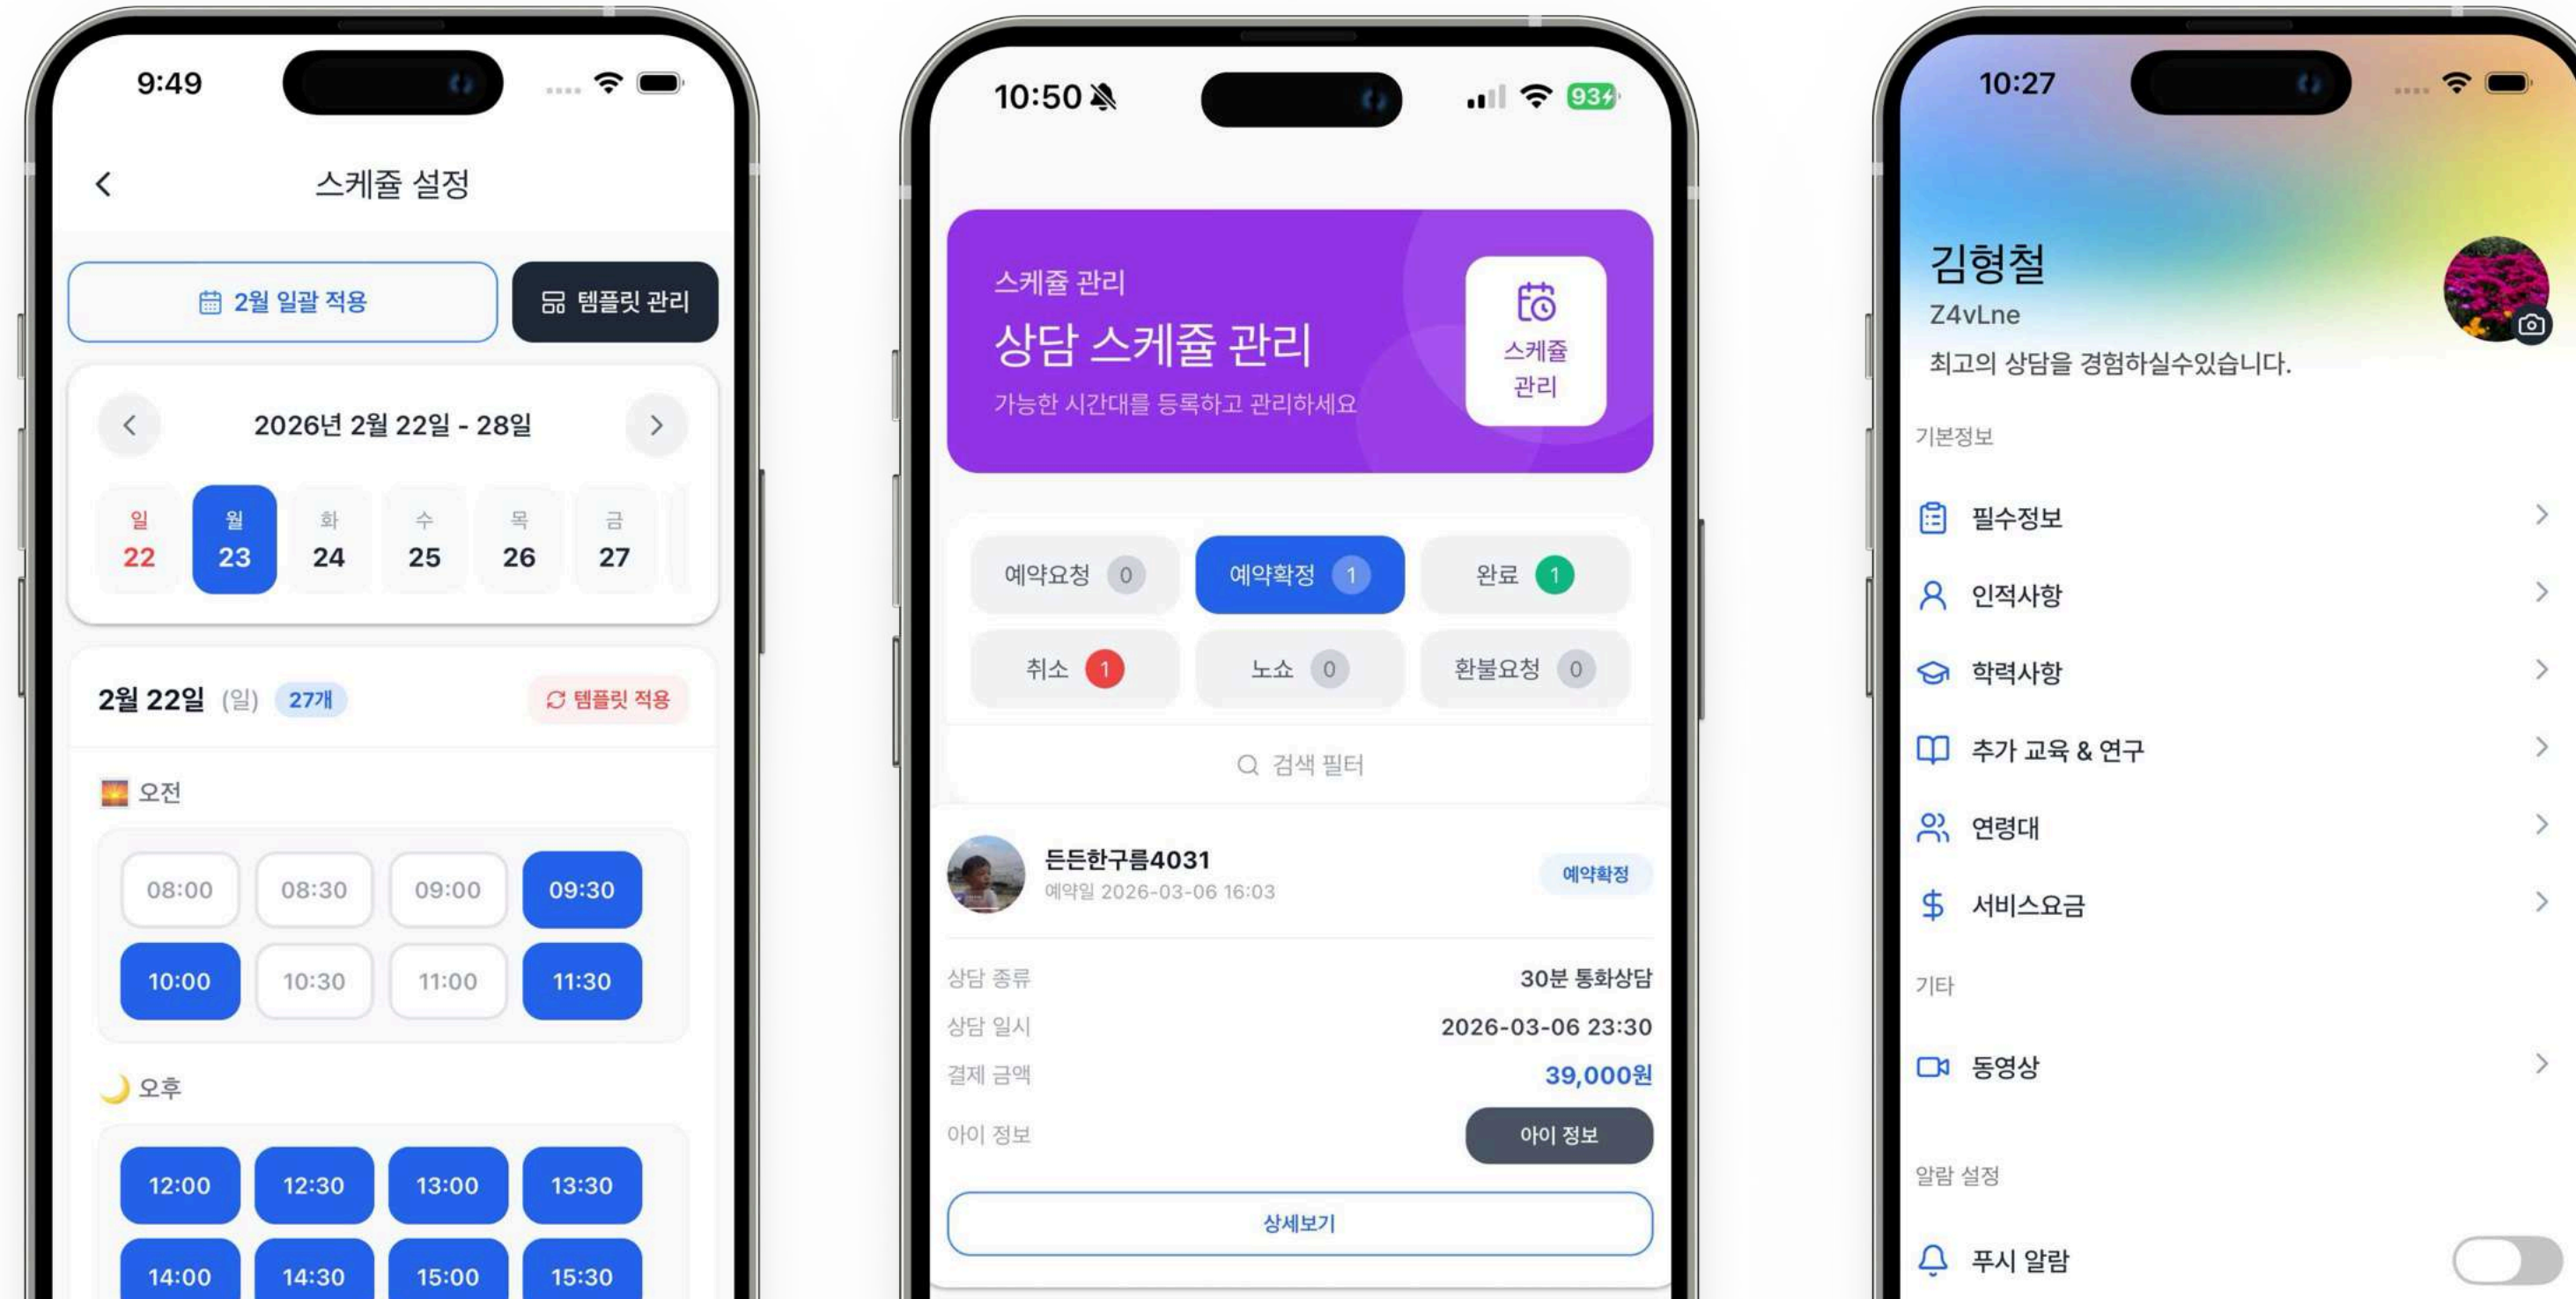 9:49
스케쥴 설정
2월 일괄 적용
템플릿 관리
2026년 2월 22일 - 28일
일 월 화 수 목 금
22 23 24 25 26 27
2월 22일 (일) 27개
템플릿 적용
오전
08:00 08:30 09:00 09:30
10:00 10:30 11:00 11:30
오후
12:00 12:30 13:00 13:30
14:00 14:30 15:00 15:30
10:50
93
스케쥴 관리
상담 스케쥴 관리
가능한 시간대를 등록하고 관리하세요
스케쥴
관리
예약요청 0 예약확정 1 완료 1
취소 1 노쇼 0 환불요청 0
검색 필터
든든한구름4031
예약일 2026-03-06 16:03
예약확정
상담 종류 30분 통화상담
상담 일시 2026-03-06 23:30
결제 금액 39,000원
아이 정보 아이 정보
상세보기
10:27
김형철
Z4vLne
최고의 상담을 경험하실수있습니다.
기본정보
필수정보
인적사항
학력사항
추가 교육 & 연구
연령대
서비스요금
기타
동영상
알람 설정
푸시 알람